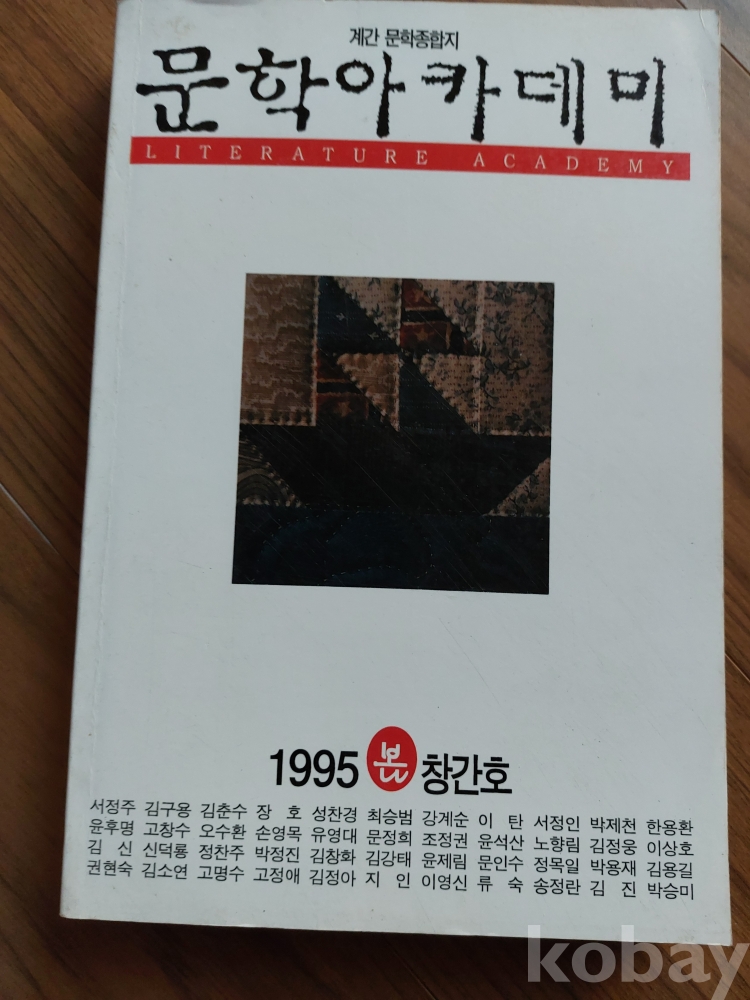 계간 문학종합지
문학아카데미
LITERATURE ACADEMY
1995 봄 창간호
서정주 김구용 김춘수 장 호 성찬경 최승범 강계순 이 탄 서정인 박제천 한용환
윤후명 고창수 오수환 손영목 유영대 문정희 조정권 윤석산 노향림 김정웅 이상호
김 신 신덕룡 정찬주 박정진 김창화 김강태 윤제림 문인수 정목일 박용재 김용길
권현숙 김소연 고명수 고정애 김정아 지 인 이영신 류 숙 송정란 김 진 박승미
kobay